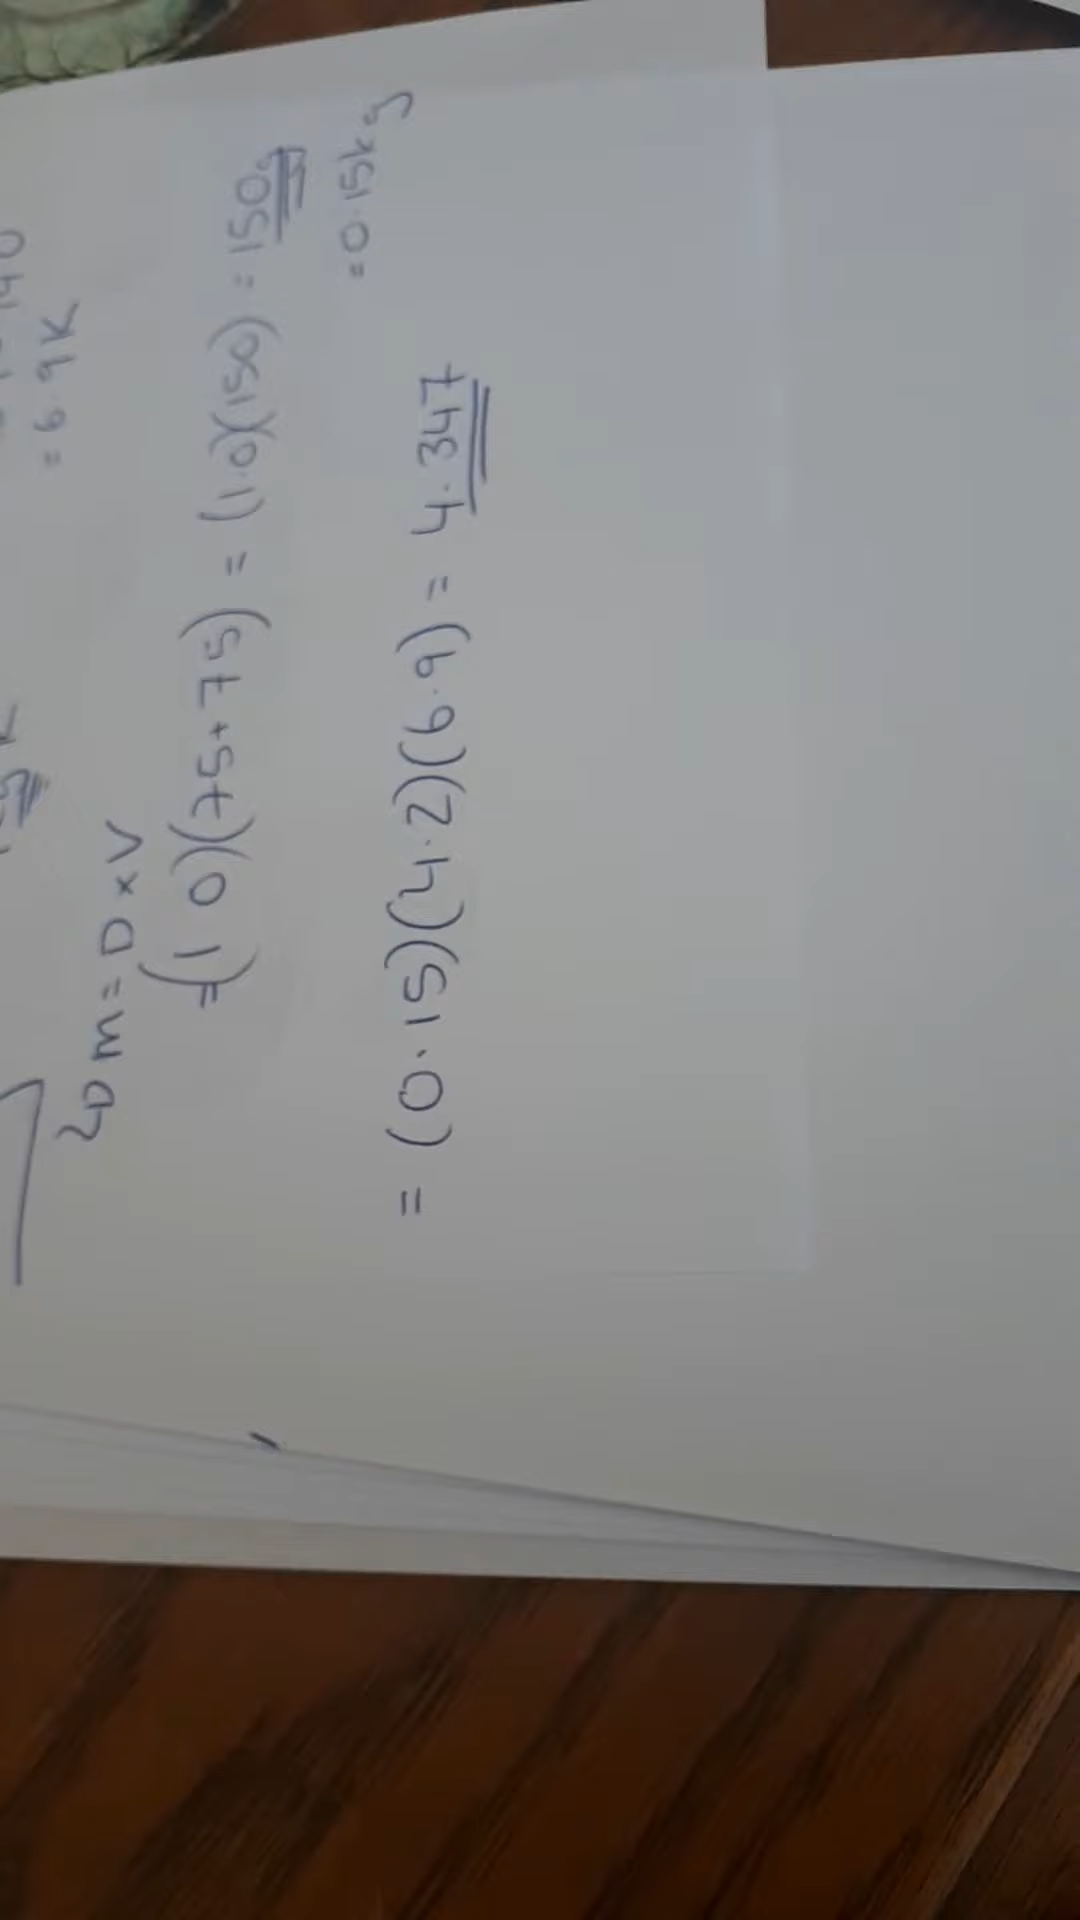 140
= 6.9K
K
↳ m = D × V
= (1.0)(75+75) = (1.0)(150) = 150g
= 0.15kg
= (0.15)(4.2)(6.9) = 4.347